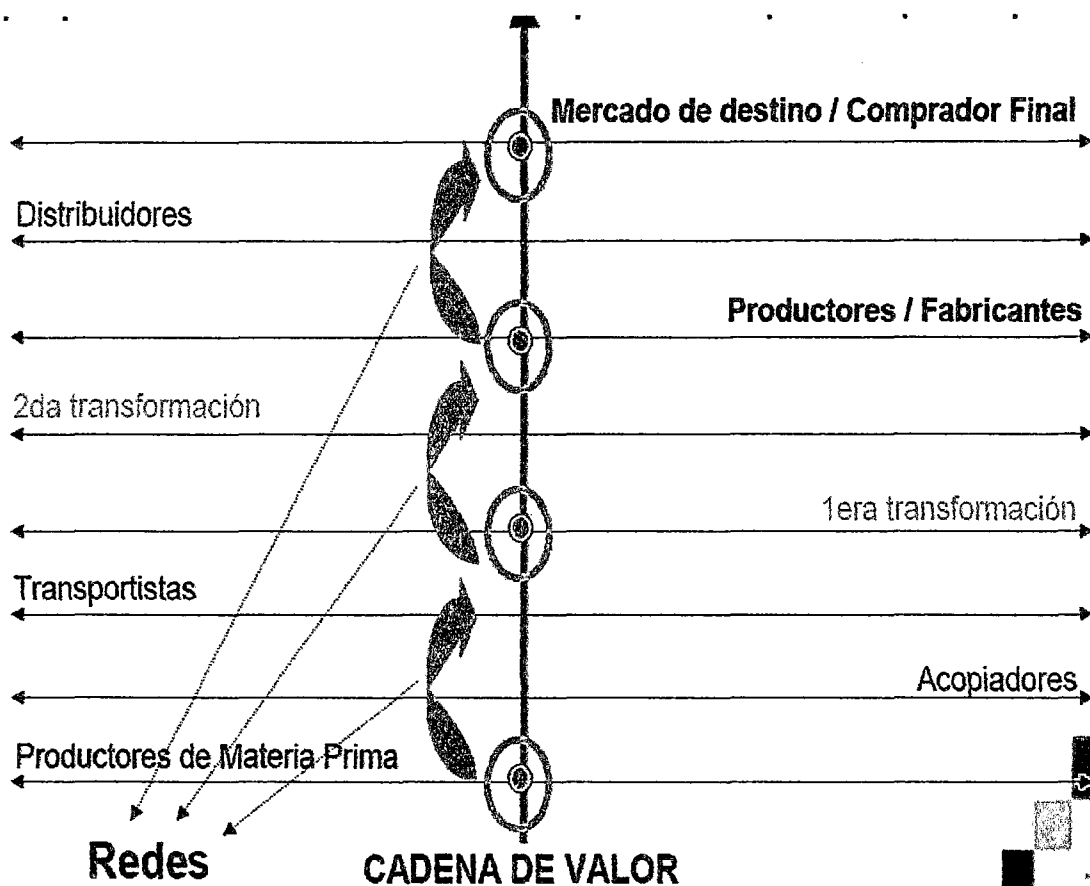 Mercado de destino / Comprador Final
Distribuidores
Productores / Fabricantes
2da transformación
1era transformación
Transportistas
Acopiadores
Productores de Materia Prima
Redes
CADENA DE VALOR